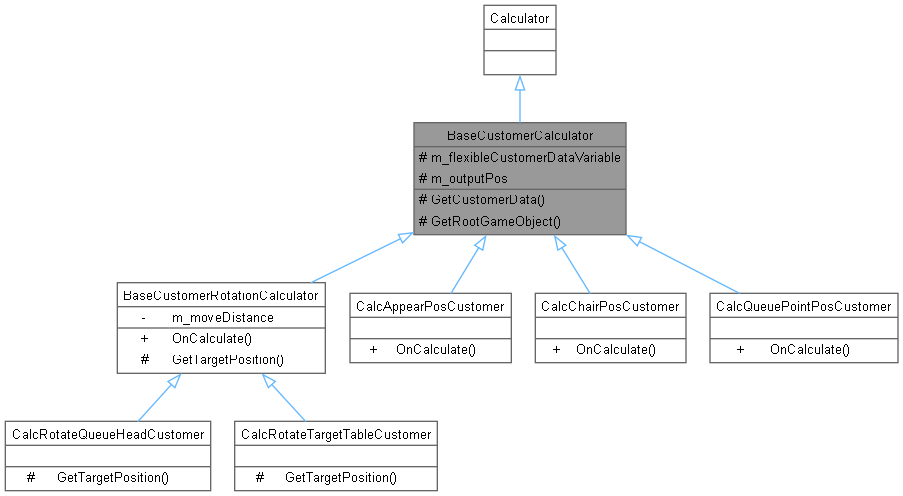 Calculator
BaseCustomerCalculator
# m_flexibleCustomerDataVariable
# m_outputPos
# GetCustomerData()
# GetRootGameObject()
BaseCustomerRotationCalculator
- m_moveDistance
+ OnCalculate()
# GetTargetPosition()
CalcAppearPosCustomer
+ OnCalculate()
CalcChairPosCustomer
+ OnCalculate()
CalcQueuePointPosCustomer
+ OnCalculate()
CalcRotateQueueHeadCustomer
# GetTargetPosition()
CalcRotateTargetTableCustomer
# GetTargetPosition()